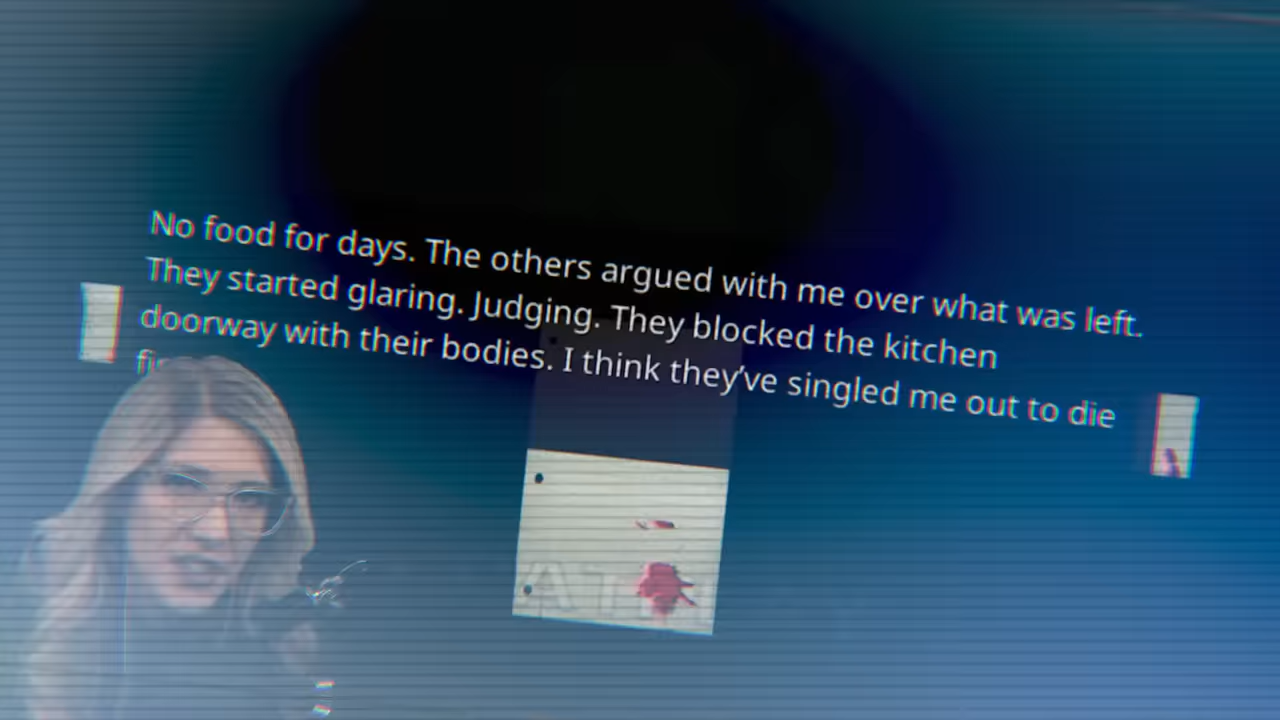 No food for days. The others argued with me over what was left.
They started glaring. Judging. They blocked the kitchen
doorway with their bodies. I think they've singled me out to die